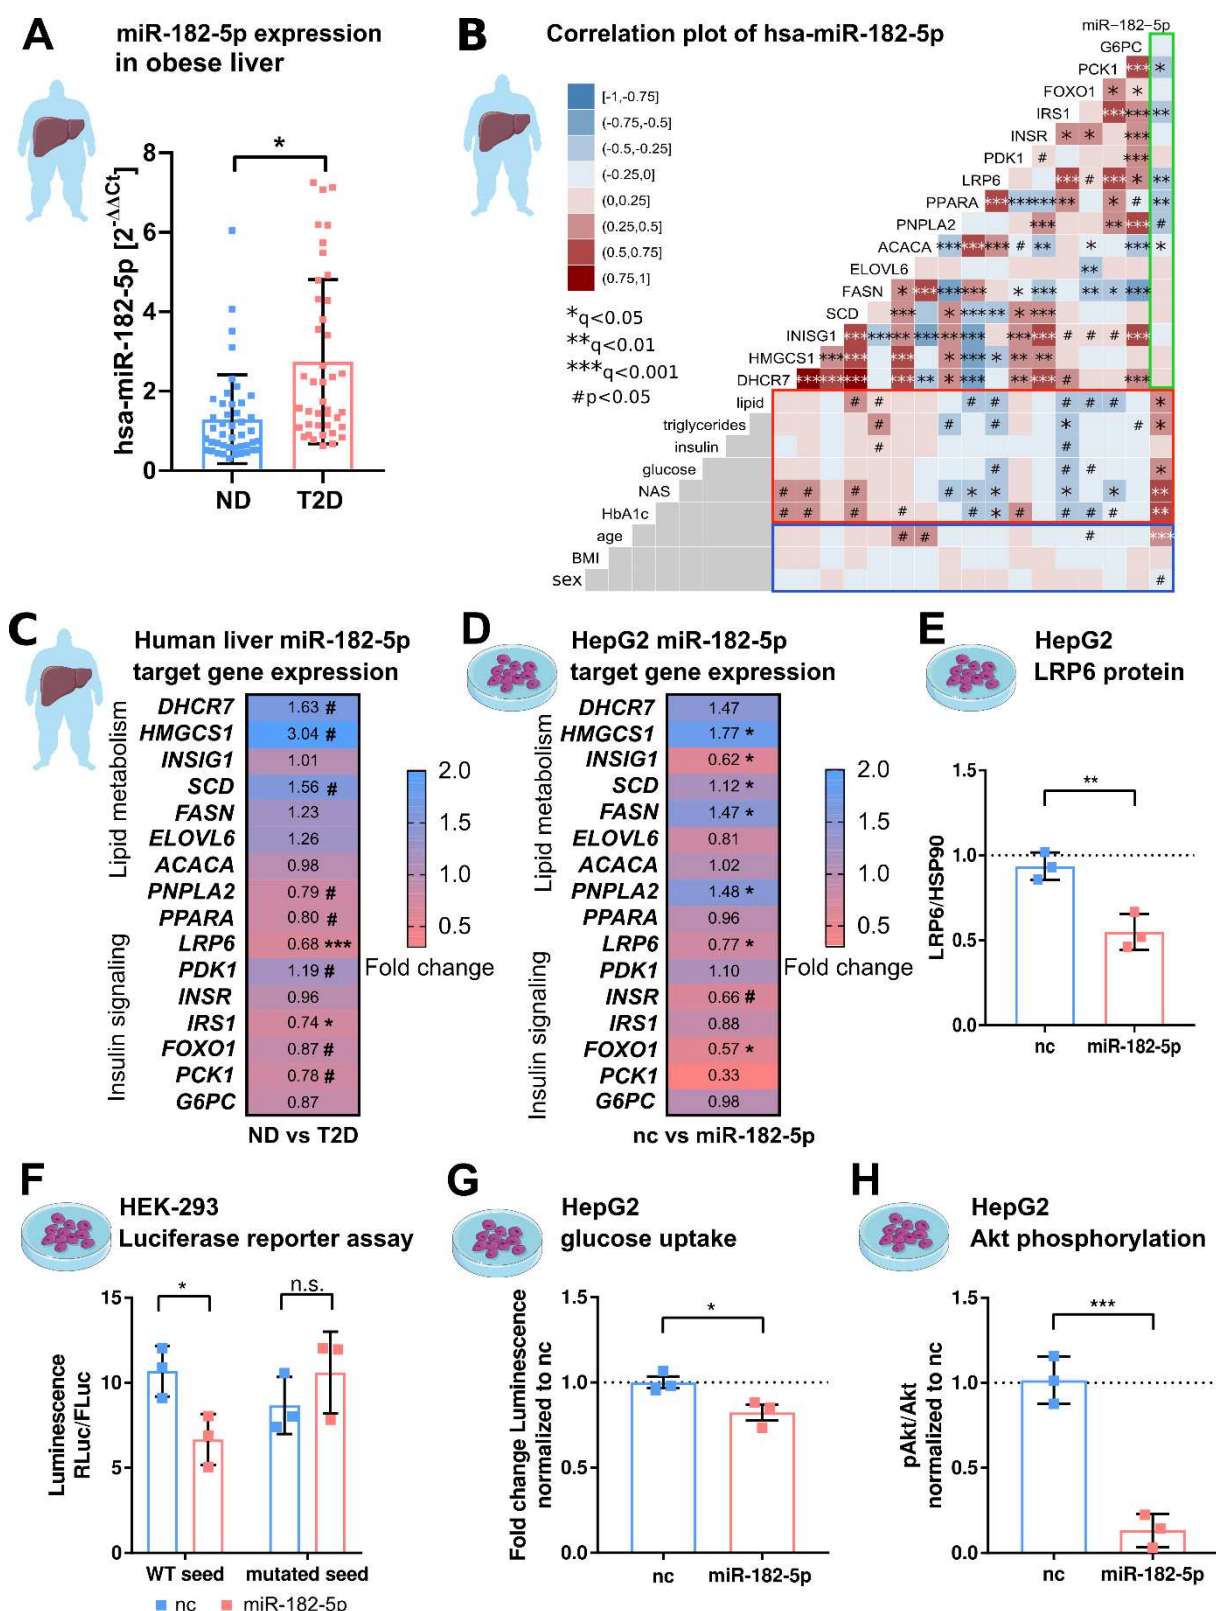 A
miR-182-5p expression
in obese liver
hsa-miR-182-5p [2^-ΔΔCt]
8
6
4
2
0
*
ND
T2D
B
Correlation plot of hsa-miR-182-5p
[-1,-0.75]
(-0.75,-0.5]
(-0.5,-0.25]
(-0.25,0]
(0,0.25]
(0.25,0.5]
(0.5,0.75]
(0.75,1]
*q<0.05
**q<0.01
***q<0.001
#p<0.05
miR-182-5p
G6PC
PCK1
FOXO1
IRS1
INSR
PDK1
LRP6
PPARA
PNPLA2
ACACA
ELOVL6
FASN
SCD
INISG1
HMGCS1
DHCR7
lipid
triglycerides
insulin
glucose
NAS
HbA1c
age
BMI
sex
C
Human liver miR-182-5p
target gene expression
Lipid metabolism
Insulin signaling
DHCR7 1.63 #
HMGCS1 3.04 #
INSIG1 1.01
SCD 1.56 #
FASN 1.23
ELOVL6 1.26
ACACA 0.98
PNPLA2 0.79 #
PPARA 0.80 #
LRP6 0.68 ***
PDK1 1.19 #
INSR 0.96
IRS1 0.74 *
FOXO1 0.87 #
PCK1 0.78 #
G6PC 0.87
ND vs T2D
2.0
1.5
1.0
0.5
Fold change
D
HepG2 miR-182-5p
target gene expression
Lipid metabolism
Insulin signaling
DHCR7 1.47
HMGCS1 1.77 *
INSIG1 0.62 *
SCD 1.12 *
FASN 1.47 *
ELOVL6 0.81
ACACA 1.02
PNPLA2 1.48 *
PPARA 0.96
LRP6 0.77 *
PDK1 1.10
INSR 0.66 #
IRS1 0.88
FOXO1 0.57 *
PCK1 0.33
G6PC 0.98
nc vs miR-182-5p
2.0
1.5
1.0
0.5
Fold change
E
HepG2
LRP6 protein
LRP6/HSP90
1.5
1.0
0.5
0.0
**
nc
miR-182-5p
F
HEK-293
Luciferase reporter assay
Luminescence
RLuc/FLuc
15
10
5
0
*
n.s.
WT seed
mutated seed
nc
miR-182-5p
G
HepG2
glucose uptake
Fold change Luminescence
normalized to nc
1.5
1.0
0.5
0.0
*
nc
miR-182-5p
H
HepG2
Akt phosphorylation
pAkt/Akt
normalized to nc
1.5
1.0
0.5
0.0
***
nc
miR-182-5p